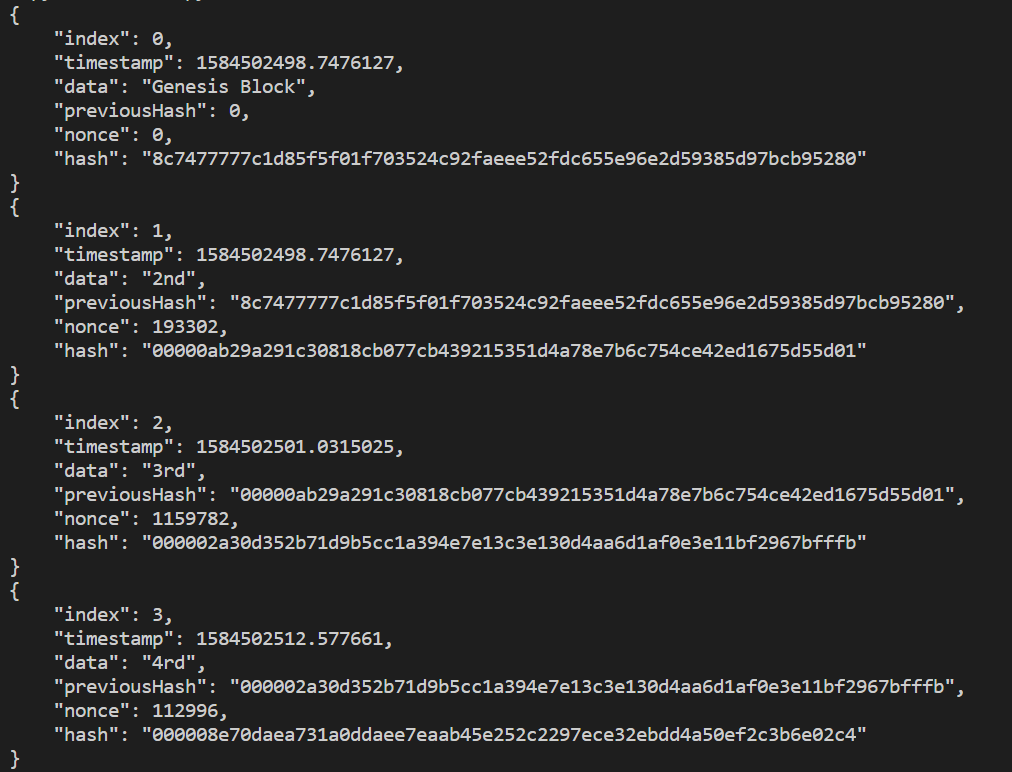 {
    "index": 0,
    "timestamp": 1584502498.7476127,
    "data": "Genesis Block",
    "previousHash": 0,
    "nonce": 0,
    "hash": "8c7477777c1d85f5f01f703524c92faeee52fdc655e96e2d59385d97bcb95280"
}
{
    "index": 1,
    "timestamp": 1584502498.7476127,
    "data": "2nd",
    "previousHash": "8c7477777c1d85f5f01f703524c92faeee52fdc655e96e2d59385d97bcb95280",
    "nonce": 193302,
    "hash": "00000ab29a291c30818cb077cb439215351d4a78e7b6c754ce42ed1675d55d01"
}
{
    "index": 2,
    "timestamp": 1584502501.0315025,
    "data": "3rd",
    "previousHash": "00000ab29a291c30818cb077cb439215351d4a78e7b6c754ce42ed1675d55d01",
    "nonce": 1159782,
    "hash": "000002a30d352b71d9b5cc1a394e7e13c3e130d4aa6d1af0e3e11bf2967bfffb"
}
{
    "index": 3,
    "timestamp": 1584502512.577661,
    "data": "4rd",
    "previousHash": "000002a30d352b71d9b5cc1a394e7e13c3e130d4aa6d1af0e3e11bf2967bfffb",
    "nonce": 112996,
    "hash": "000008e70daea731a0ddaee7eaab45e252c2297ece32ebdd4a50ef2c3b6e02c4"
}